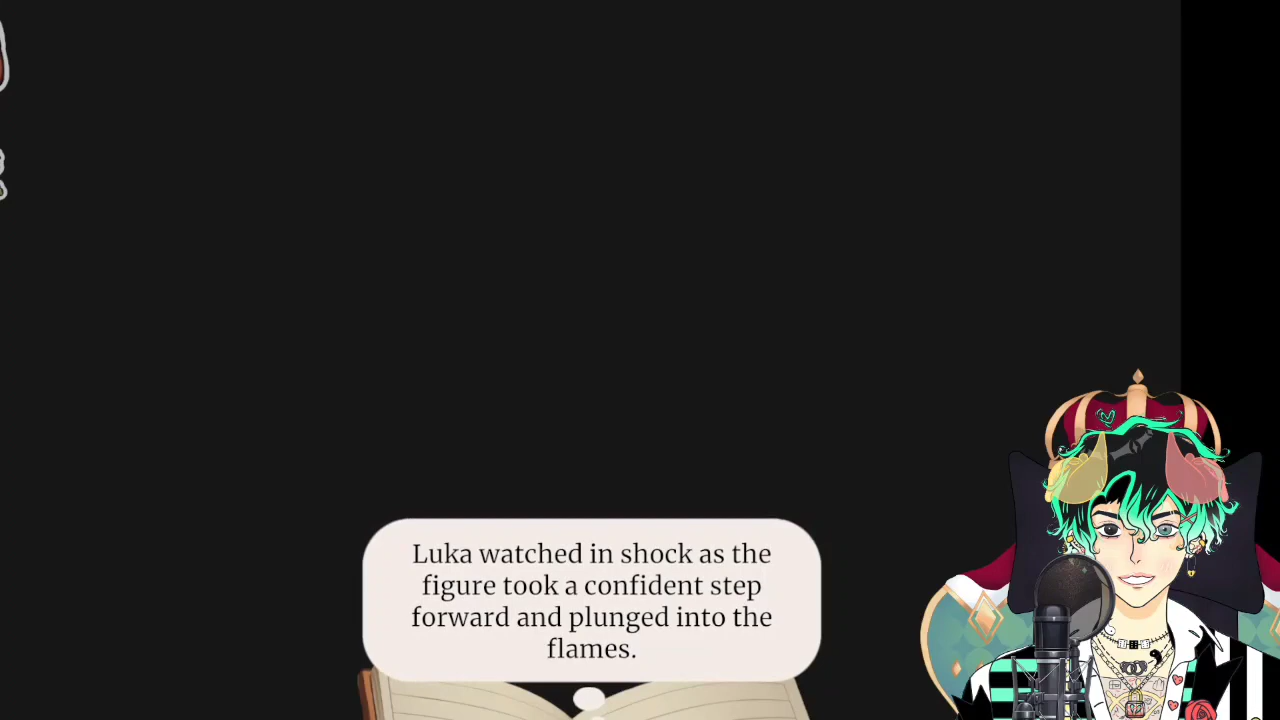 Luka watched in shock as the
figure took a confident step
forward and plunged into the
flames.